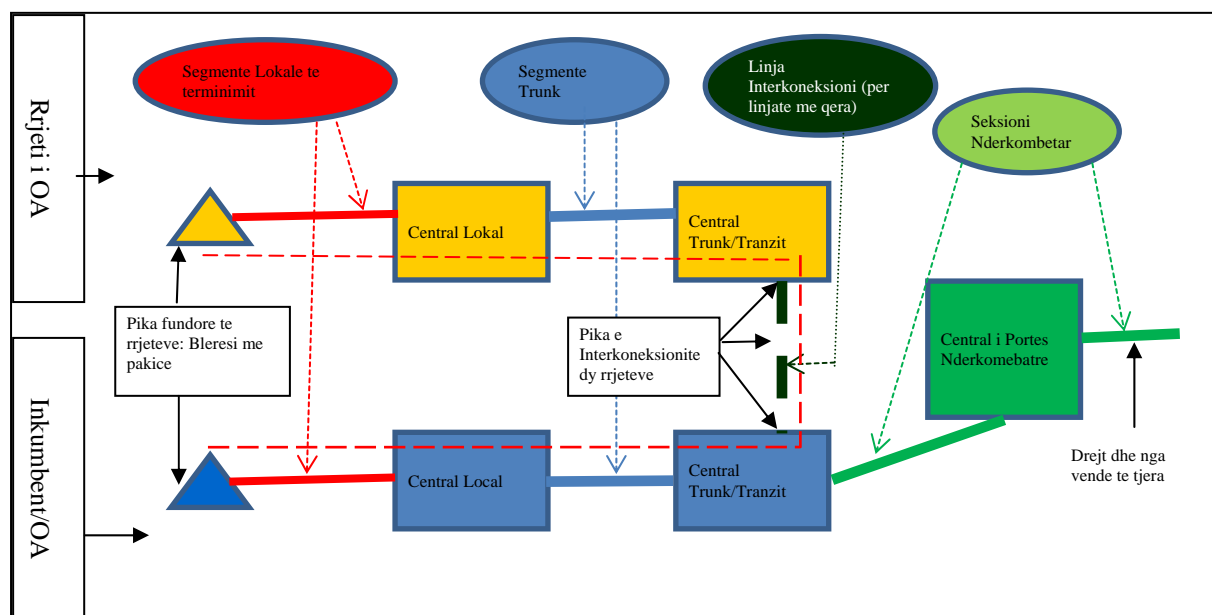 Rrjeti i OA
Segmente Lokale te
terminimit
Segmente
Trunk
Linja
Interkoneksioni (per
linjate me qera)
Seksioni
Nderkombetar
Central Lokal
Central
Trunk/Tranzit
Pika fundore te
rrjeteve: Bleresi me
pakice
Pika e
Interkoneksionite
dy rrjeteve
Central i Portes
Nderkomebatre
Inkumbent/OA
Central Local
Central
Trunk/Tranzit
Drejt dhe nga
vende te tjera